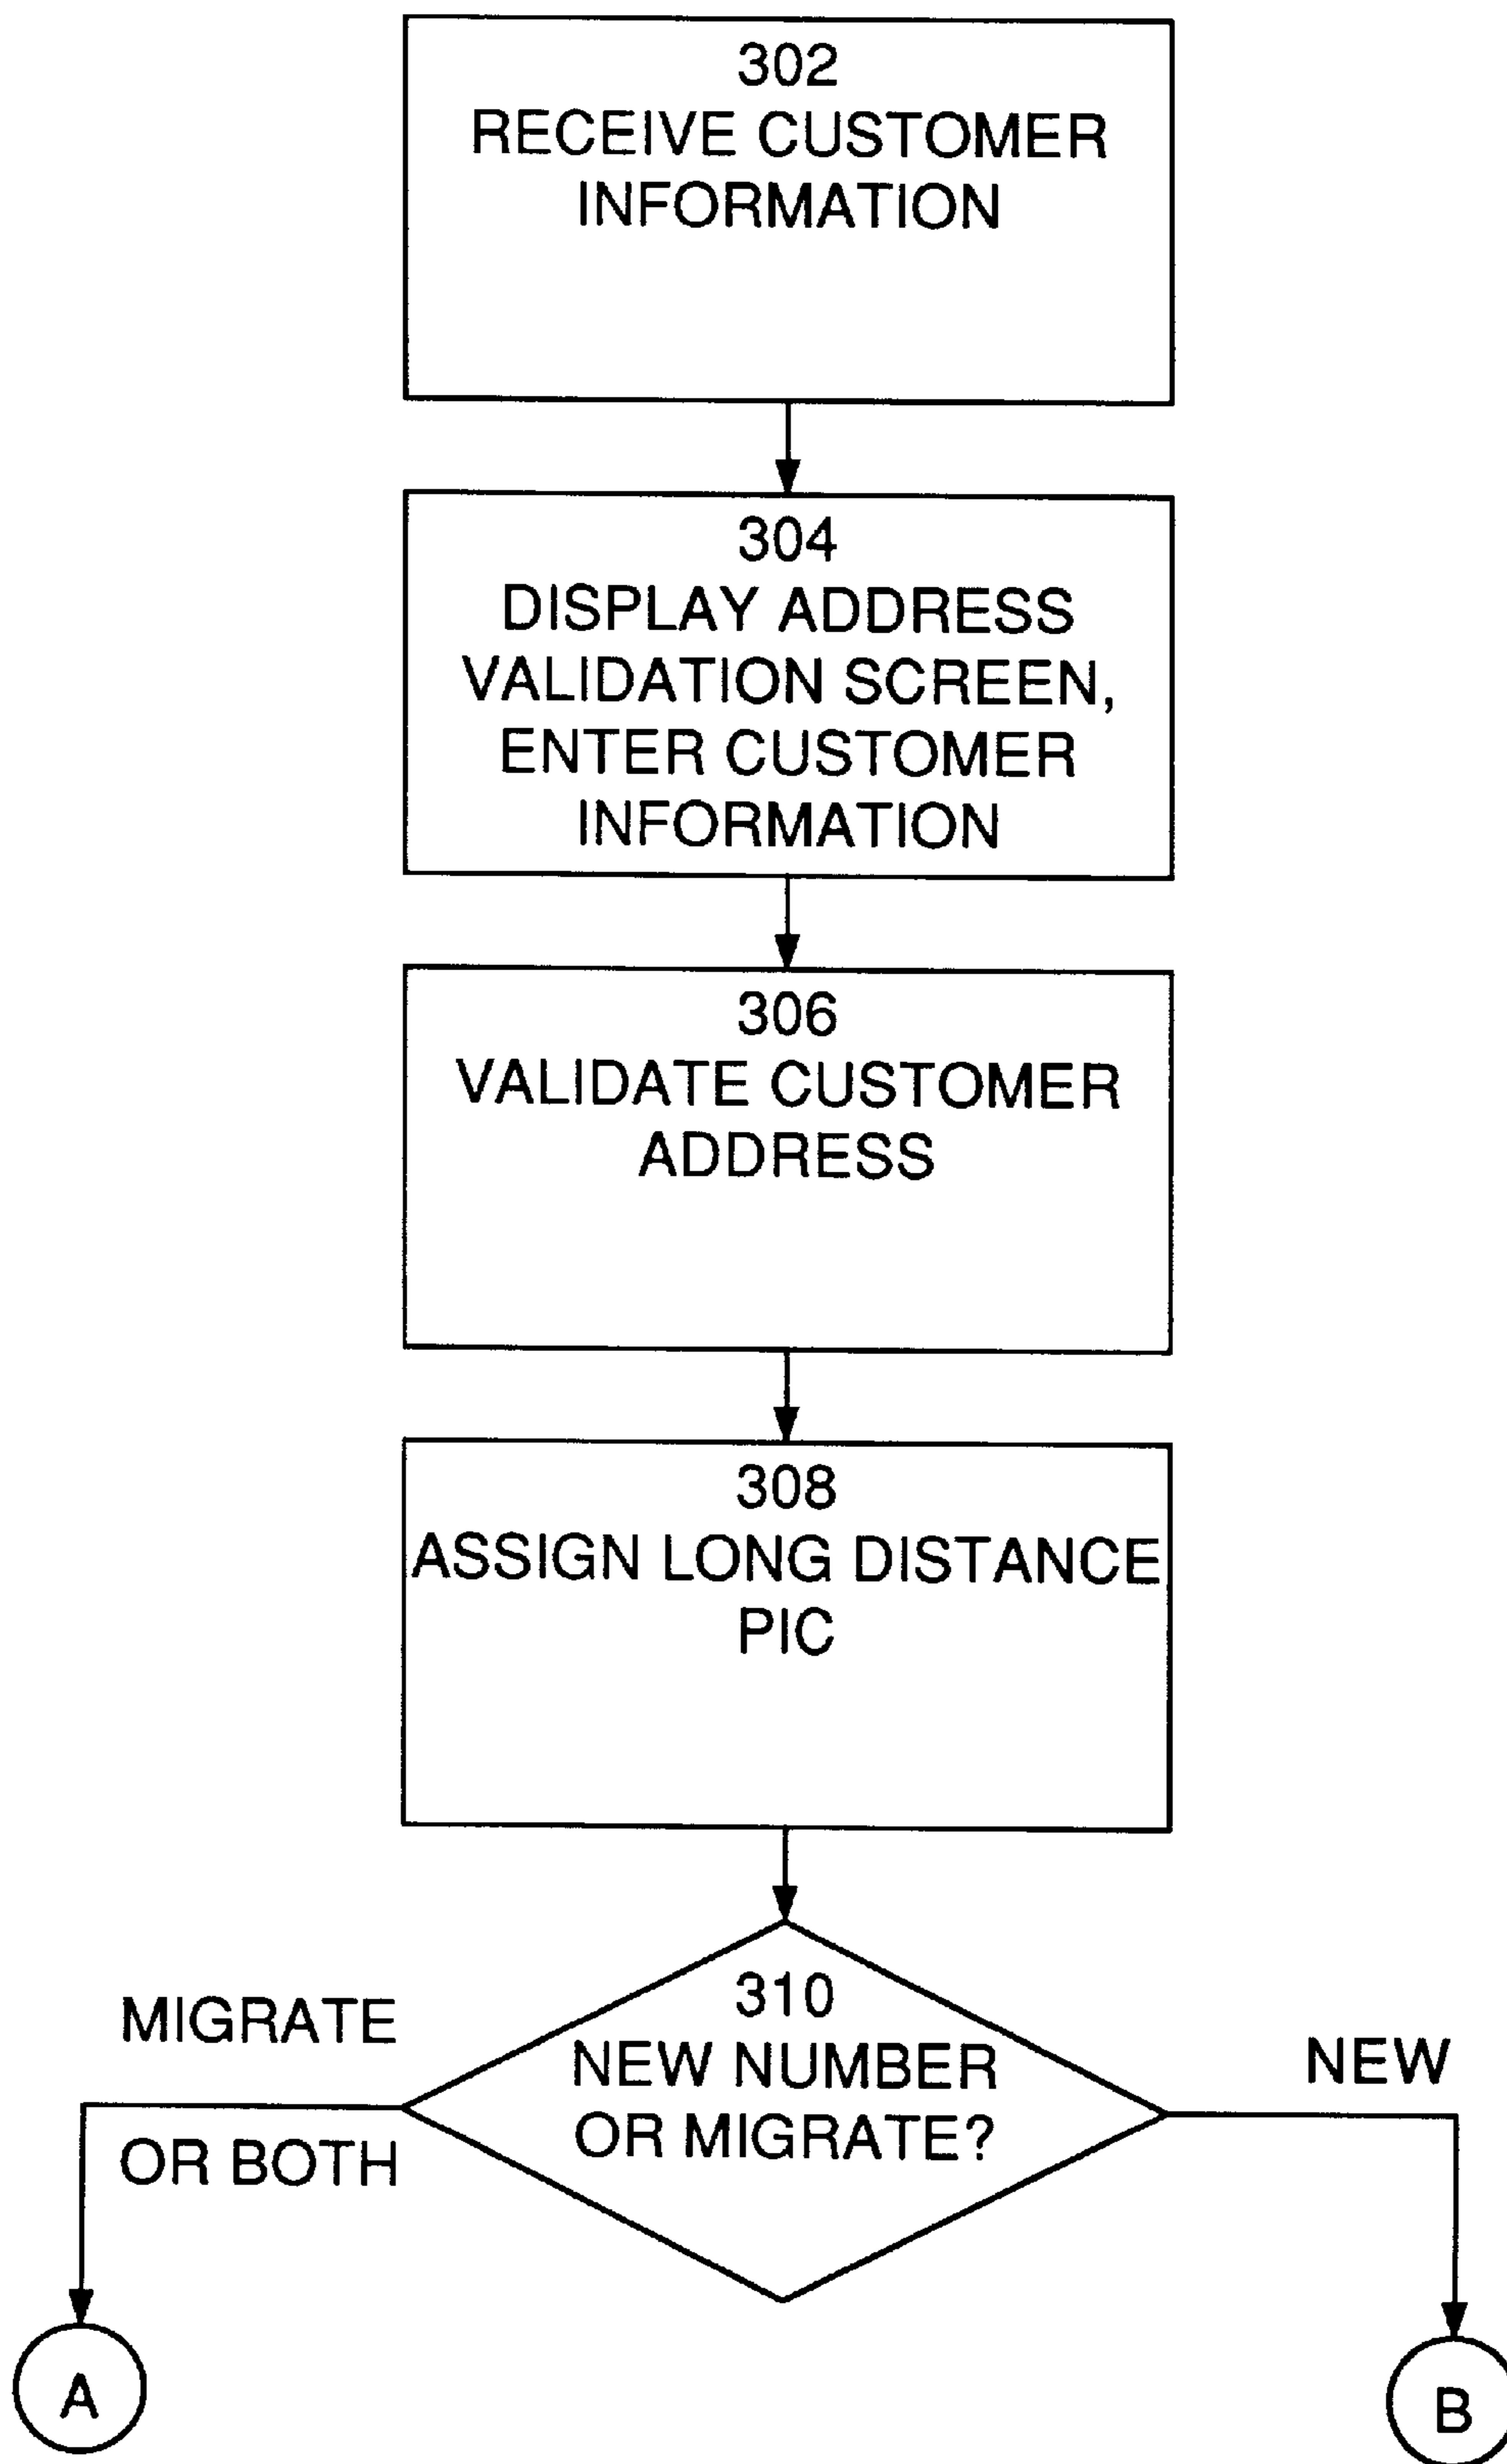 302
RECEIVE CUSTOMER
INFORMATION
304
DISPLAY ADDRESS
VALIDATION SCREEN,
ENTER CUSTOMER
INFORMATION
306
VALIDATE CUSTOMER
ADDRESS
308
ASSIGN LONG DISTANCE
PIC
310
NEW NUMBER
OR MIGRATE?
MIGRATE
OR BOTH
NEW
A
B